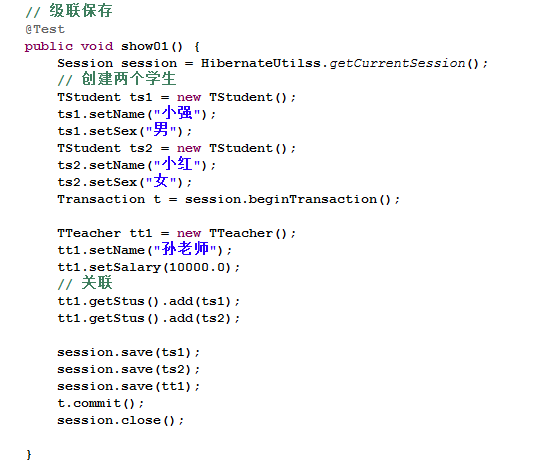 // 级联保存
@Test
public void show01() {
Session session = HibernateUtilss.getCurrentSession();
// 创建两个学生
TStudent ts1 = new TStudent();
ts1.setName("小强");
ts1.setSex("男");
TStudent ts2 = new TStudent();
ts2.setName("小红");
ts2.setSex("女");
Transaction t = session.beginTransaction();
TTeacher tt1 = new TTeacher();
tt1.setName("孙老师");
tt1.setSalary(10000.0);
// 关联
tt1.getStus().add(ts1);
tt1.getStus().add(ts2);
session.save(ts1);
session.save(ts2);
session.save(tt1);
t.commit();
session.close();
}